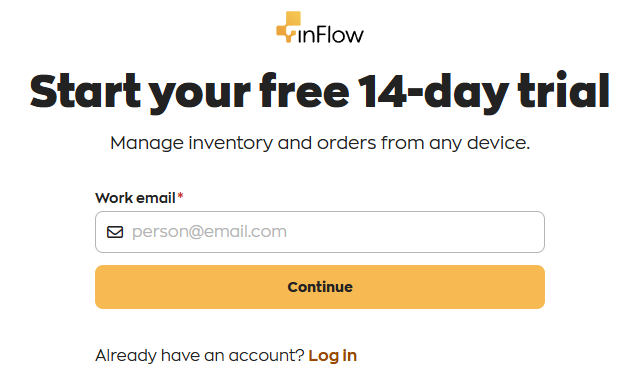 inFlow
Start your free 14-day trial
Manage inventory and orders from any device.
Work email*
person@email.com
Continue
Already have an account? Log in